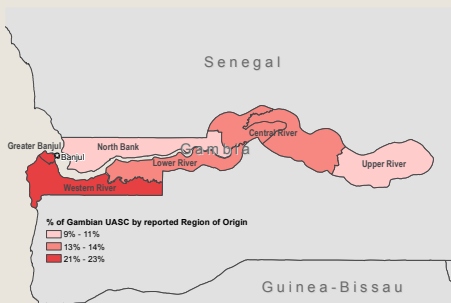 Senegal
Greater Banjul
Banjul
North Bank
Gambia
Central River
Lower River
Upper River
Western River
% of Gambian UASC by reported Region of Origin
9% - 11%
13% - 14%
21% - 23%
Guinea-Bissau